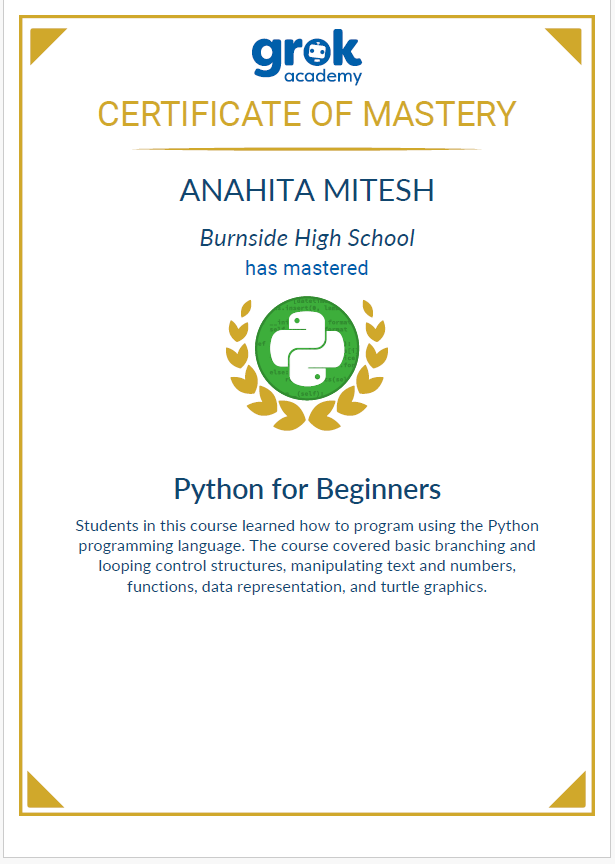 grok
academy
CERTIFICATE OF MASTERY
ANAHITA MITESH
Burnside High School
has mastered
Python for Beginners
Students in this course learned how to program using the Python
programming language. The course covered basic branching and
looping control structures, manipulating text and numbers,
functions, data representation, and turtle graphics.